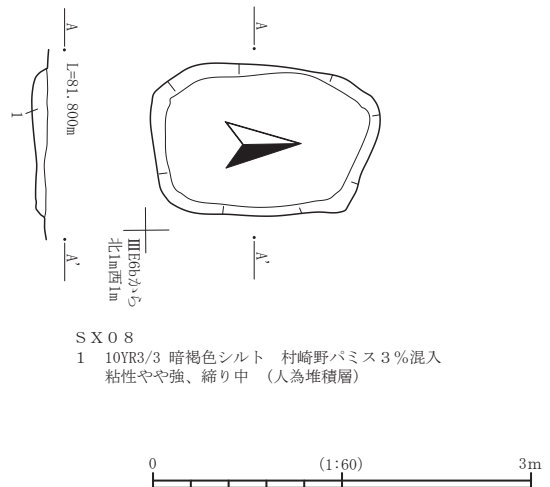 A
A
L=81.800m
1
A'
A'
ⅢE6bから
北1m西1m
ＳＸ０８
1 10YR3/3 暗褐色シルト 村崎野パミス３％混入
粘性やや強、締り中 （人為堆積層）
0 (1:60) 3m